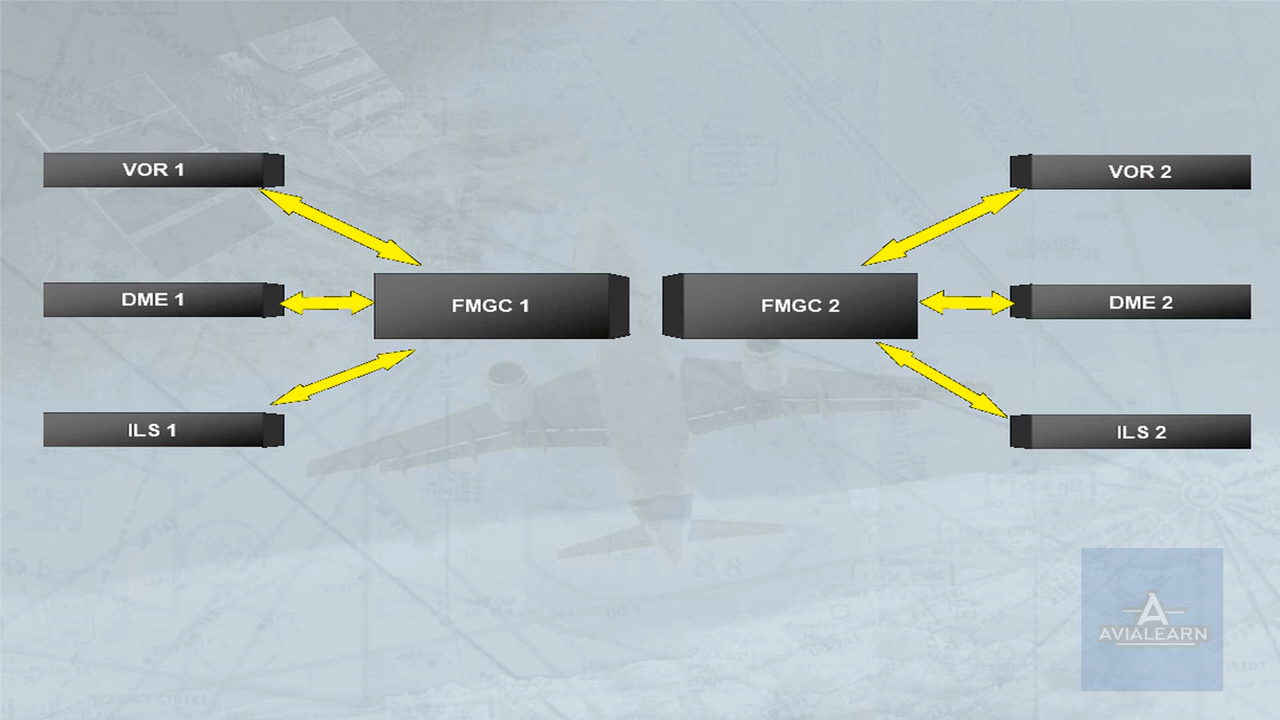 VOR 1
VOR 2
DME 1
FMGC 1
FMGC 2
DME 2
ILS 1
ILS 2
AVIALEARN